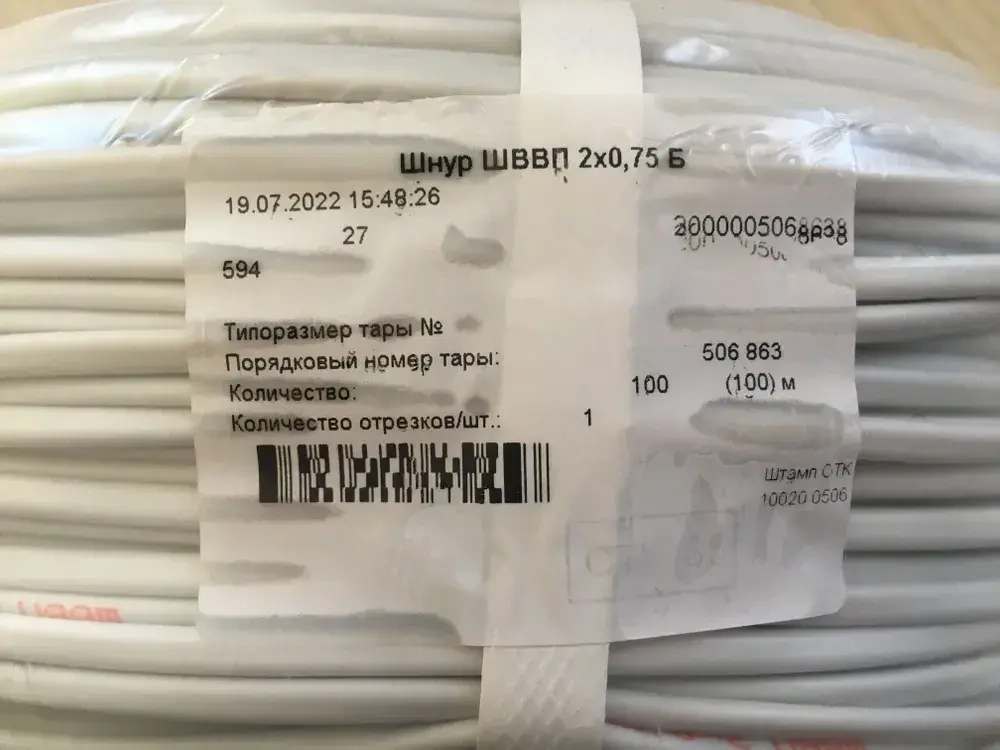 Шнур ШВВП 2х0,75 Б
19.07.2022 15:48:26
27
594
Типоразмер тары №
Порядковый номер тары: 506 863
Количество: 100 (100) м
Количество отрезков/шт.: 1
Штамп ОТК
10020 0506